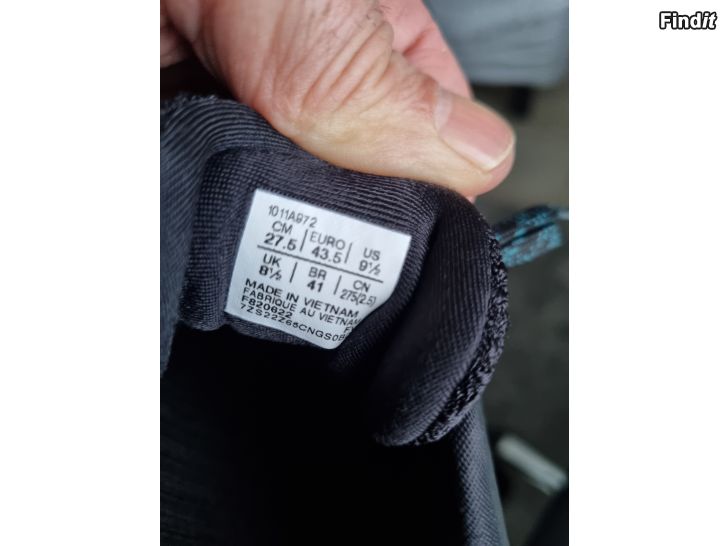 Findit
1011A972
CM EURO US
27.5 43.5 9½
UK BR CN
8½ 41 275(2.5)
MADE IN VIETNAM
FABRIQUE AU VIETNAM
F820622